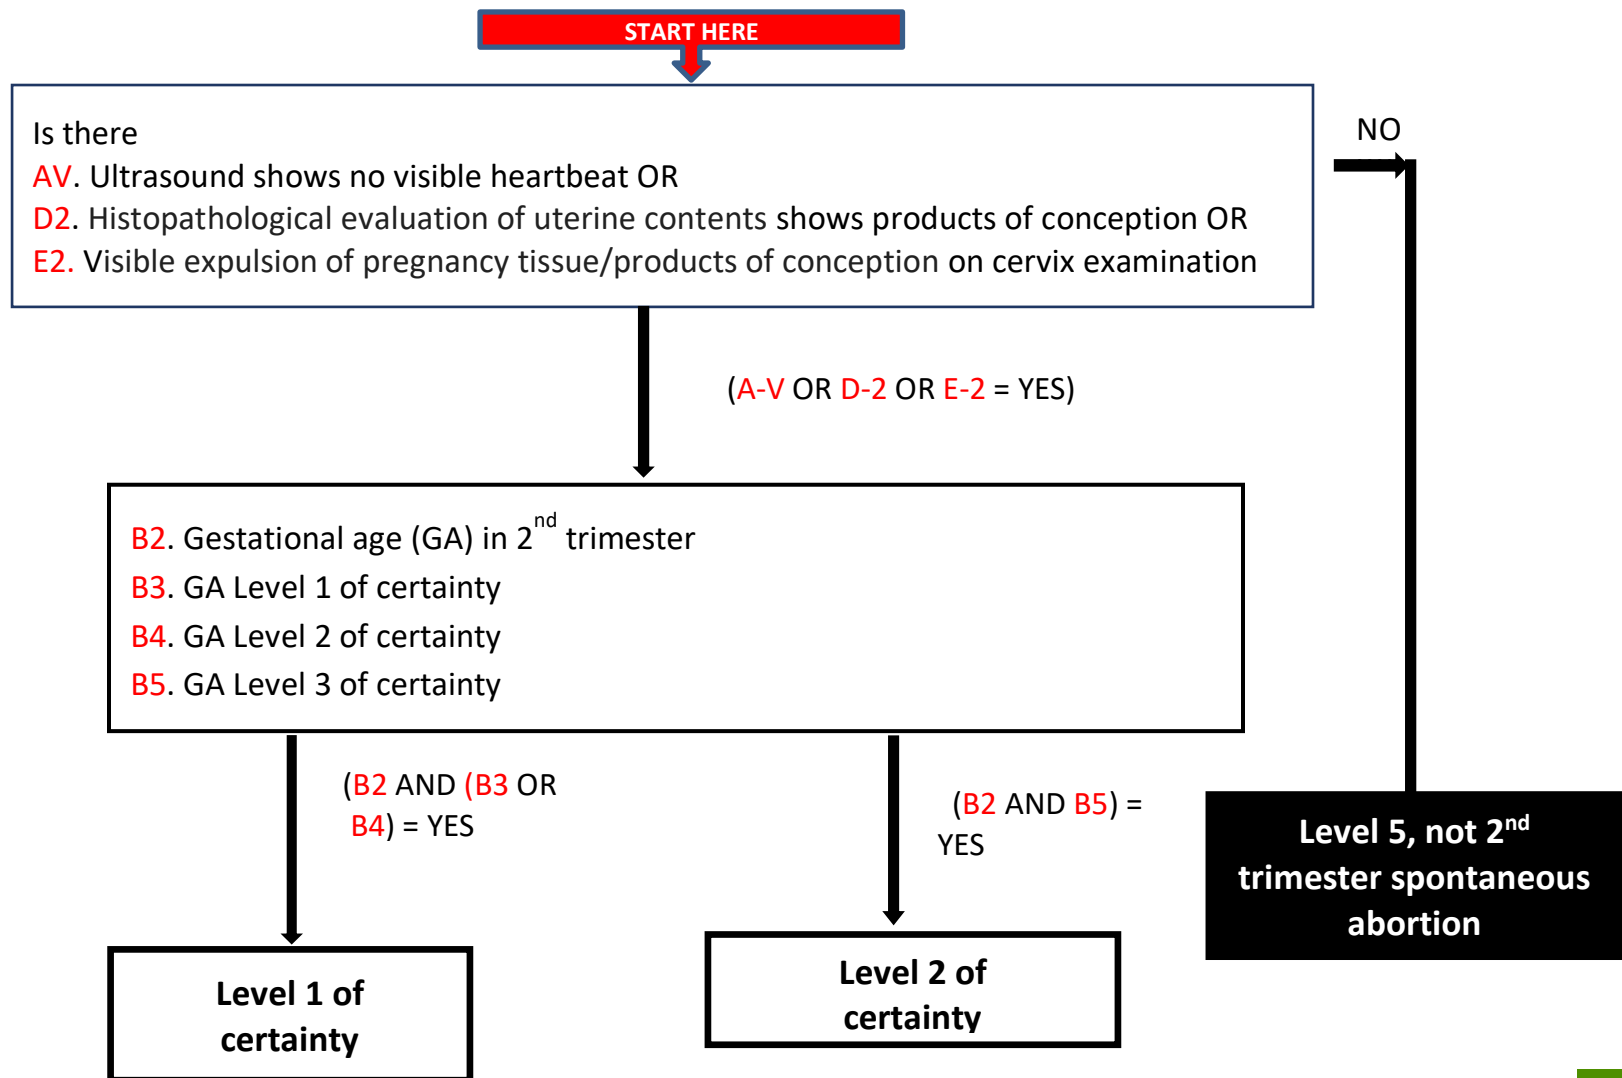 START HERE
Is there
AV. Ultrasound shows no visible heartbeat OR
D2. Histopathological evaluation of uterine contents shows products of conception OR
E2. Visible expulsion of pregnancy tissue/products of conception on cervix examination
NO
(A-V OR D-2 OR E-2 = YES)
B2. Gestational age (GA) in 2nd trimester
B3. GA Level 1 of certainty
B4. GA Level 2 of certainty
B5. GA Level 3 of certainty
(B2 AND (B3 OR
B4) = YES
(B2 AND B5) =
YES
Level 5, not 2nd
trimester spontaneous
abortion
Level 1 of
certainty
Level 2 of
certainty